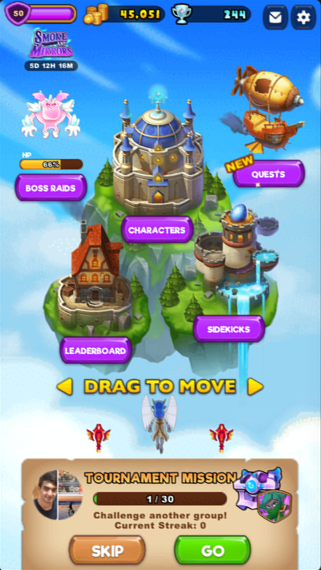 50
45.051
244
SMOKE
AND
MIRRORS
5D 12H 16M
HP
66%
BOSS RAIDS
NEW
QUESTS
CHARACTERS
SIDEKICKS
LEADERBOARD
DRAG TO MOVE
TOURNAMENT MISSION
1 / 30
Challenge another group!
Current Streak: 0
SKIP
GO